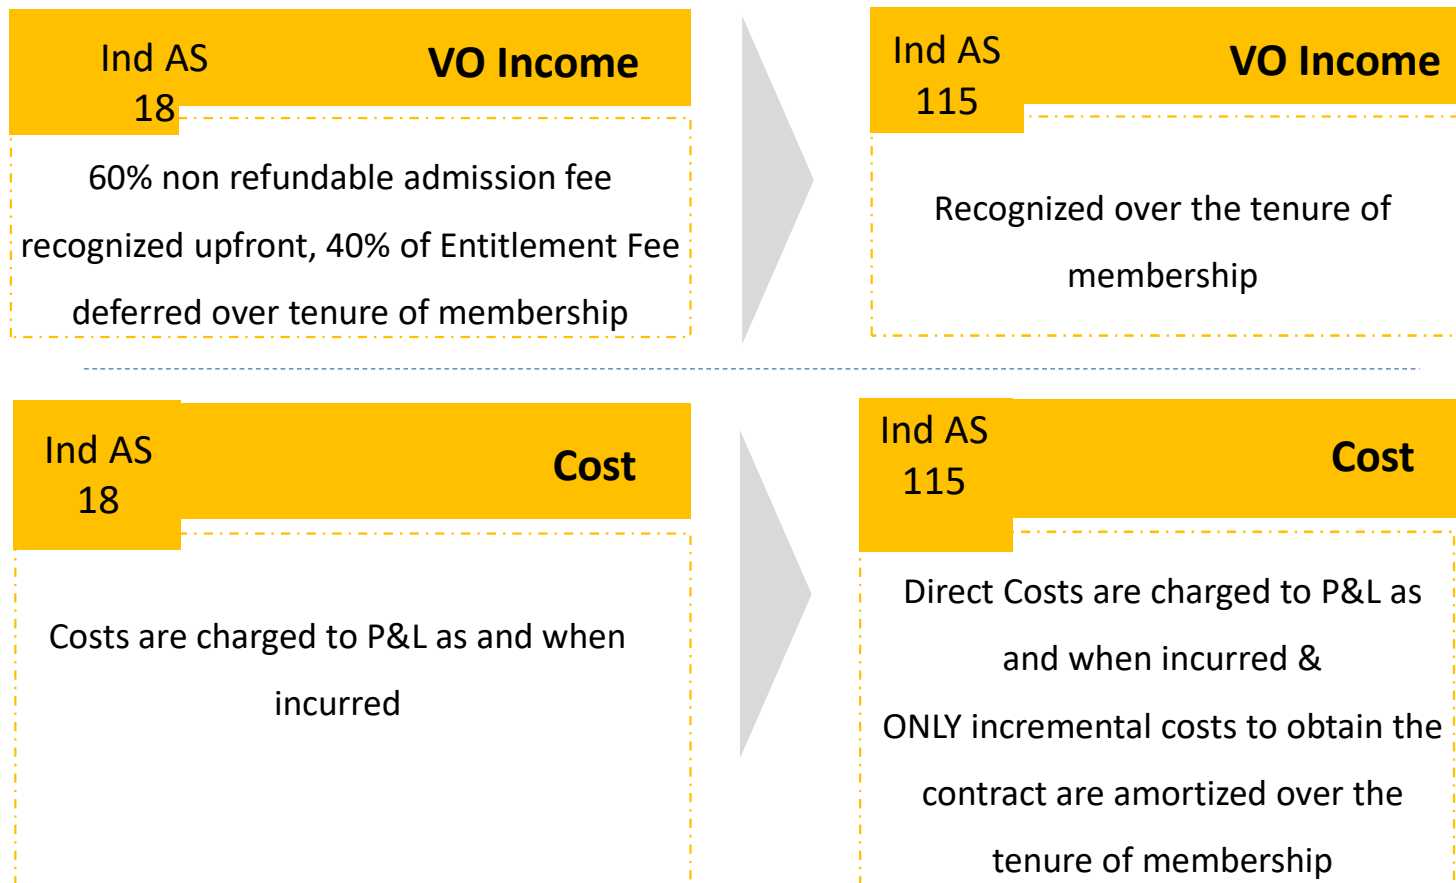 Ind AS
18
VO Income
60% non refundable admission fee
recognized upfront, 40% of Entitlement Fee
deferred over tenure of membership
Ind AS
115
VO Income
Recognized over the tenure of
membership
Ind AS
18
Cost
Costs are charged to P&L as and when
incurred
Ind AS
115
Cost
Direct Costs are charged to P&L as
and when incurred &
ONLY incremental costs to obtain the
contract are amortized over the
tenure of membership